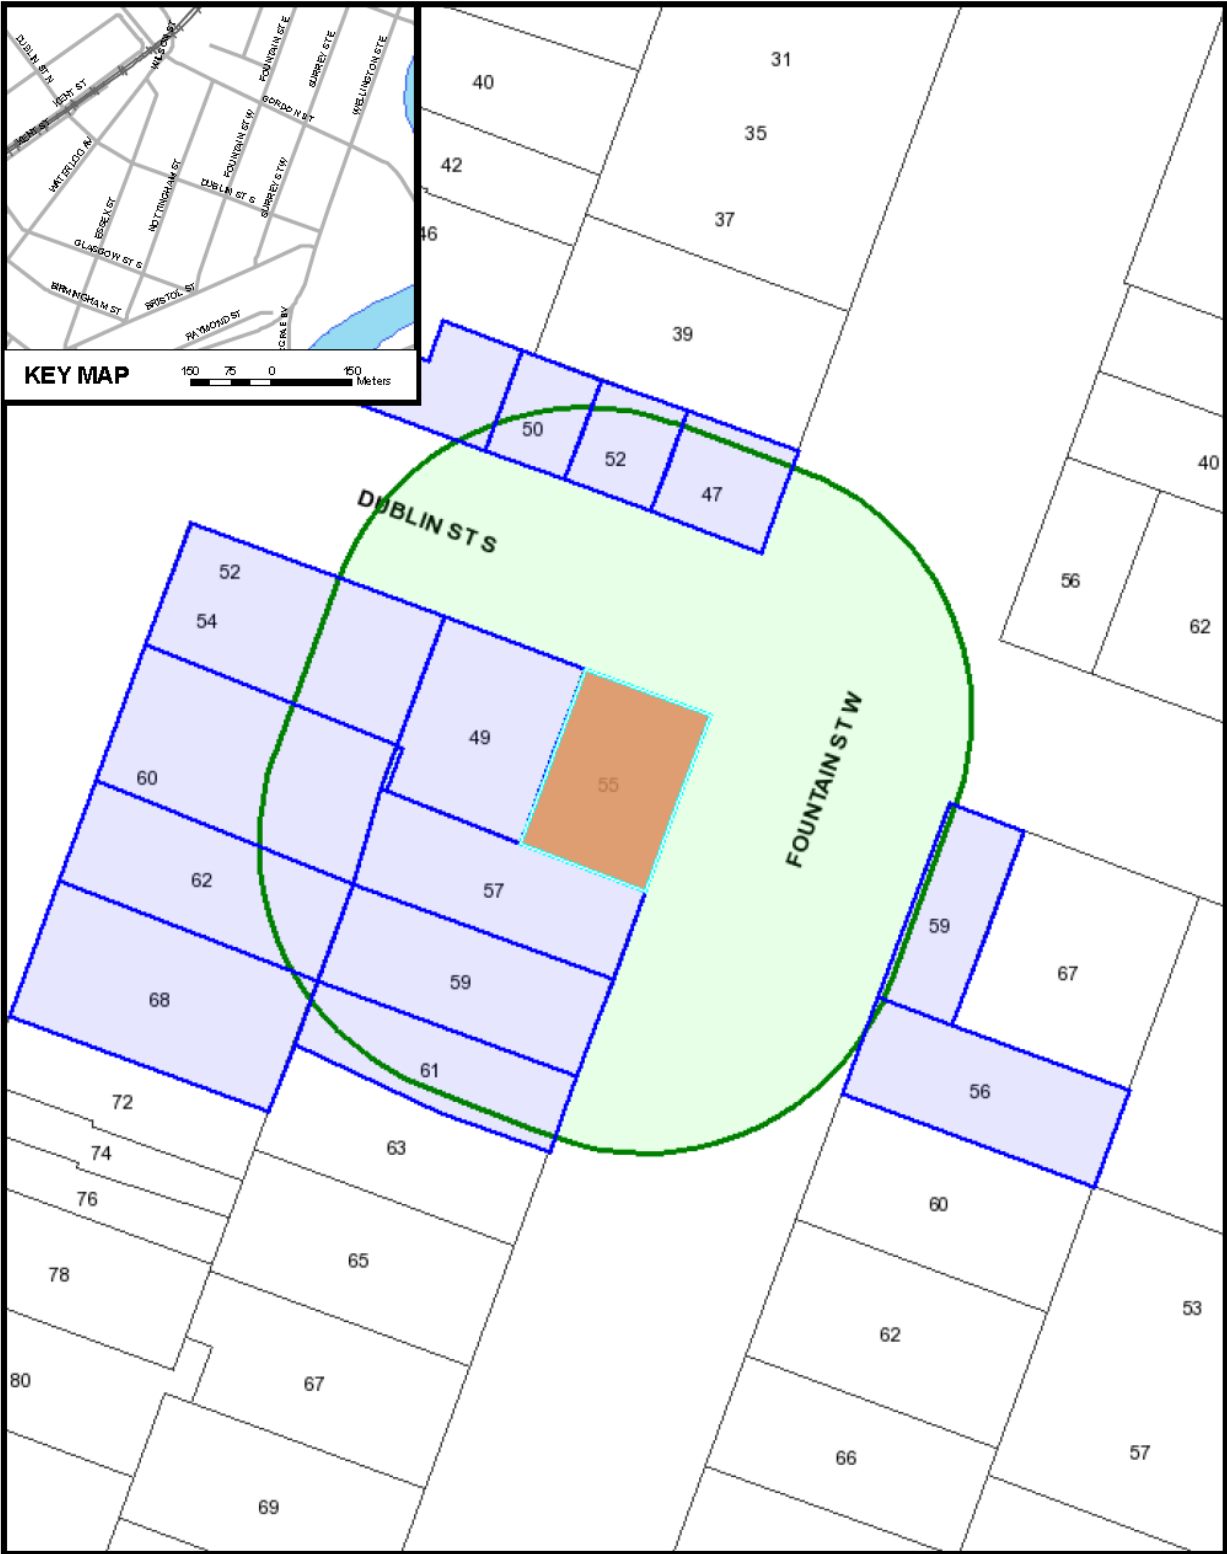 DUBLIN ST N
KENT ST
KENT ST
WILSON ST
FOUNTAIN ST E
SURREY ST E
WELLINGTON ST E
GORDON ST
WATERLOO AV
FOUNTAIN ST W
NOTTINGHAM ST
DUBLIN ST S
SURREY ST W
ESSEX ST
GLASGOW ST S
BIRMINGHAM ST
BRISTOL ST
RAYMOND ST
KEY MAP
150 75 0 150
Meters
31
40
35
42
37
46
39
40
50
52
47
DUBLIN ST S
52
56
54
62
49
60
55
FOUNTAIN ST W
62
57
59
67
59
68
61
56
72
63
74
76
60
65
78
53
62
67
80
57
66
69